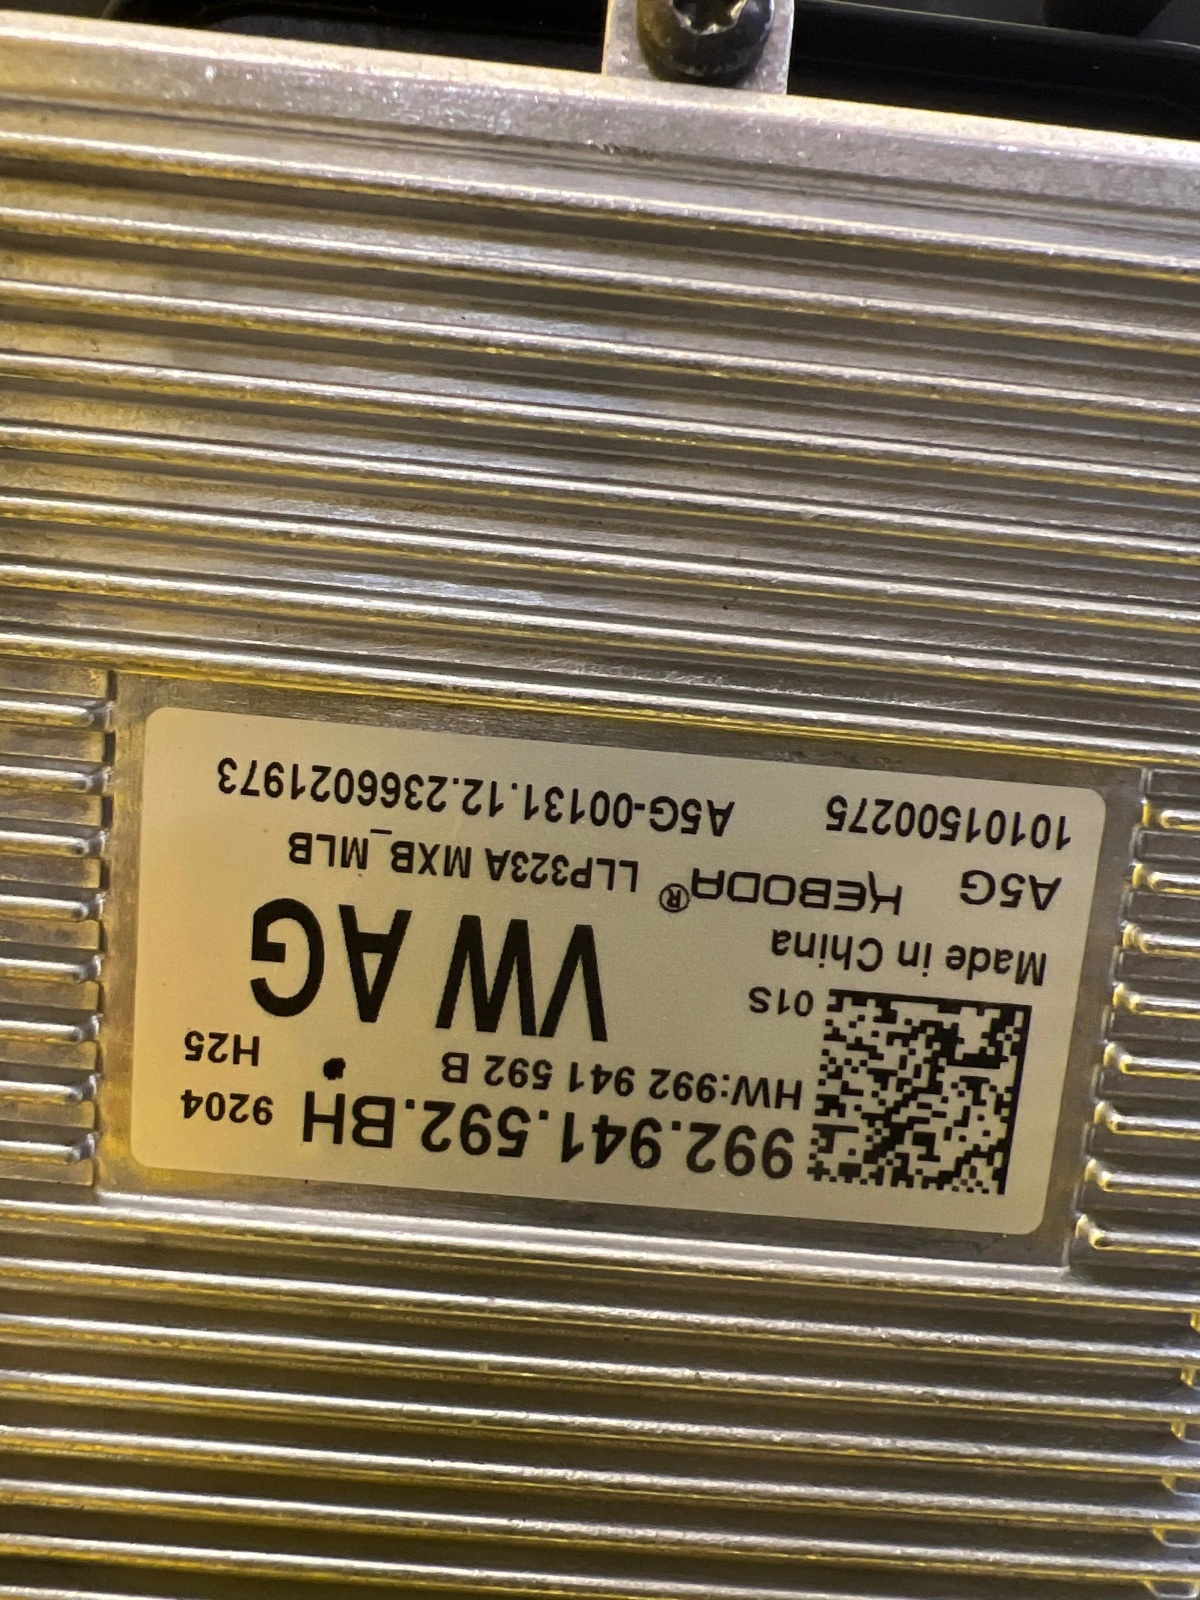 992.941.592.BH 9204
HW:992 941 592 B H25
01S VW AG
Made in China
A5G KEBODA® LLP323A MXB_MLB
10101500275 A5G-00131.12.2366021973